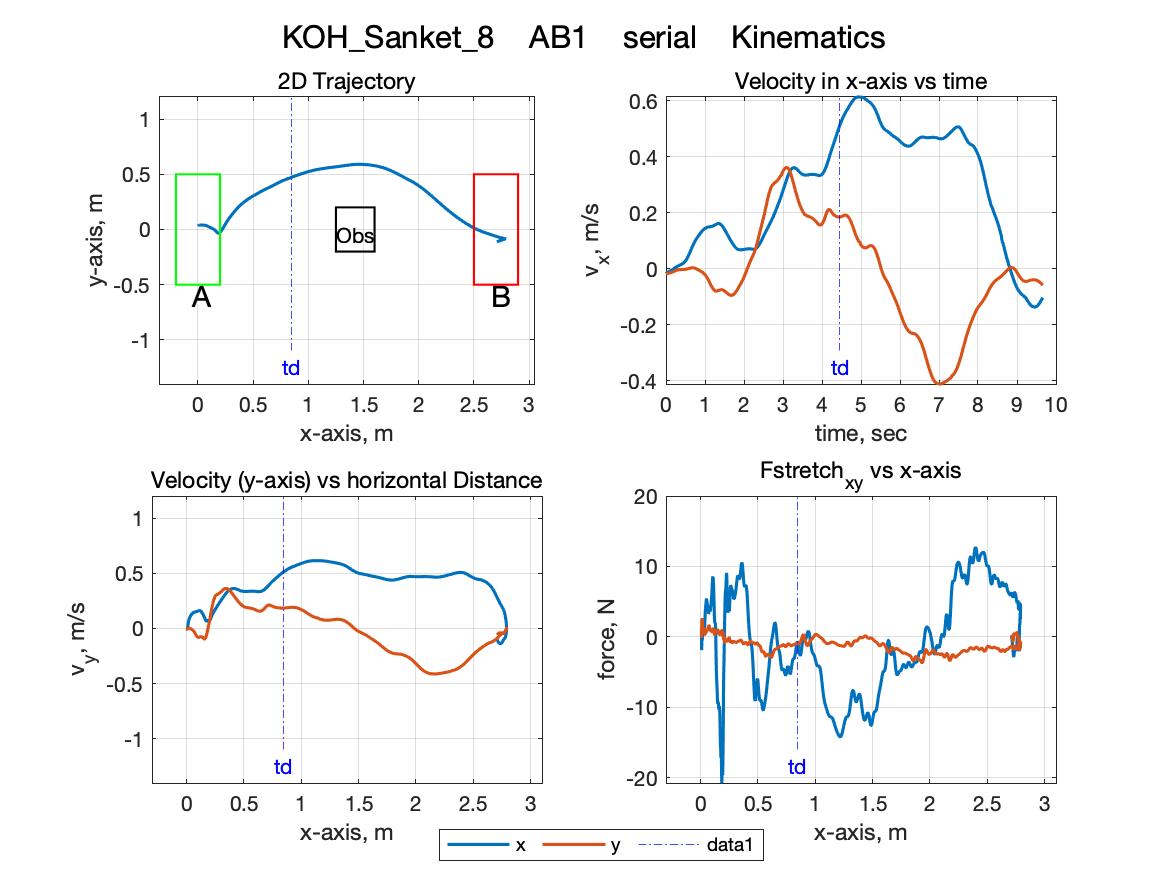 KOH_Sanket_8 AB1 serial Kinematics
2D Trajectory
1
0.5
0
-0.5
-1
y-axis, m
A
Obs
B
td
0 0.5 1 1.5 2 2.5 3
x-axis, m
Velocity in x-axis vs time
0.6
0.4
0.2
0
-0.2
-0.4
v_x, m/s
td
0 1 2 3 4 5 6 7 8 9 10
time, sec
Velocity (y-axis) vs horizontal Distance
1
0.5
0
-0.5
-1
v_y, m/s
td
0 0.5 1 1.5 2 2.5 3
x-axis, m
Fstretch_xy vs x-axis
20
10
0
-10
-20
force, N
td
0 0.5 1 1.5 2 2.5 3
x-axis, m
x y data1